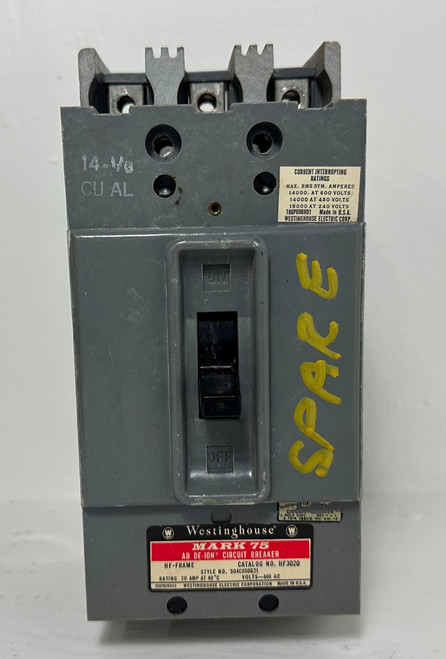 14-1/0
CU AL
CURRENT INTERRUPTING
RATINGS
MAX. RMS SYM. AMPERES
14000. AT 600 VOLTS
14000 AT 480 VOLTS
18000 AT 240 VOLTS
Made in U.S.A.
WESTINGHOUSE ELECTRIC CORP.
ON
SPARE
OFF
W Westinghouse W
MARK 75
AB DE-ION® CIRCUIT BREAKER
HF-FRAME CATALOG NO. HF3020
STYLE NO.
RATING 20 AMP AT 40°C VOLTS—600 AC
WESTINGHOUSE ELECTRIC CORPORATION MADE IN U.S.A.